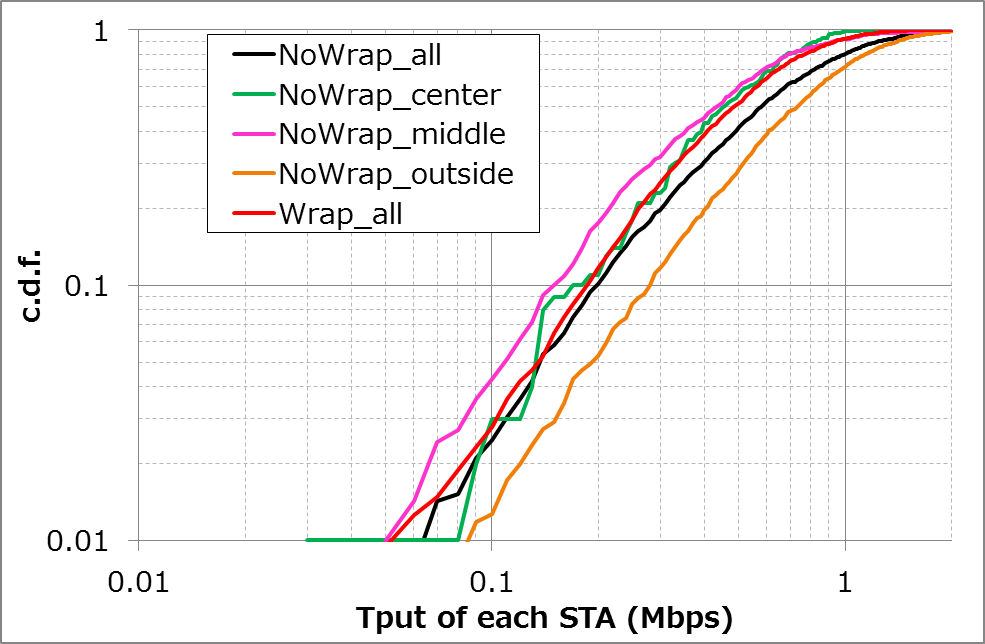 1
NoWrap_all
NoWrap_center
NoWrap_middle
NoWrap_outside
Wrap_all
c.d.f.
0.1
0.01
0.01
0.1
1
Tput of each STA (Mbps)